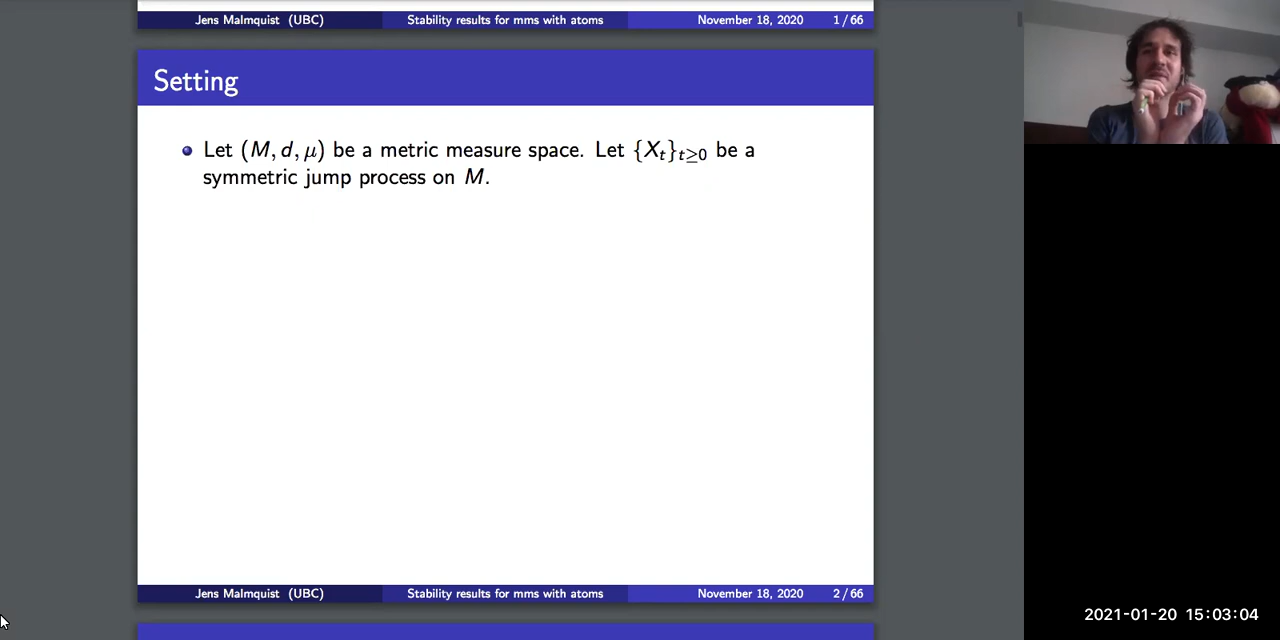 Jens Malmquist (UBC) Stability results for mms with atoms November 18, 2020 1 / 66
Setting
Let (M, d, μ) be a metric measure space. Let {X_t}_{t≥0} be a
symmetric jump process on M.
Jens Malmquist (UBC) Stability results for mms with atoms November 18, 2020 2 / 66
2021-01-20 15:03:04